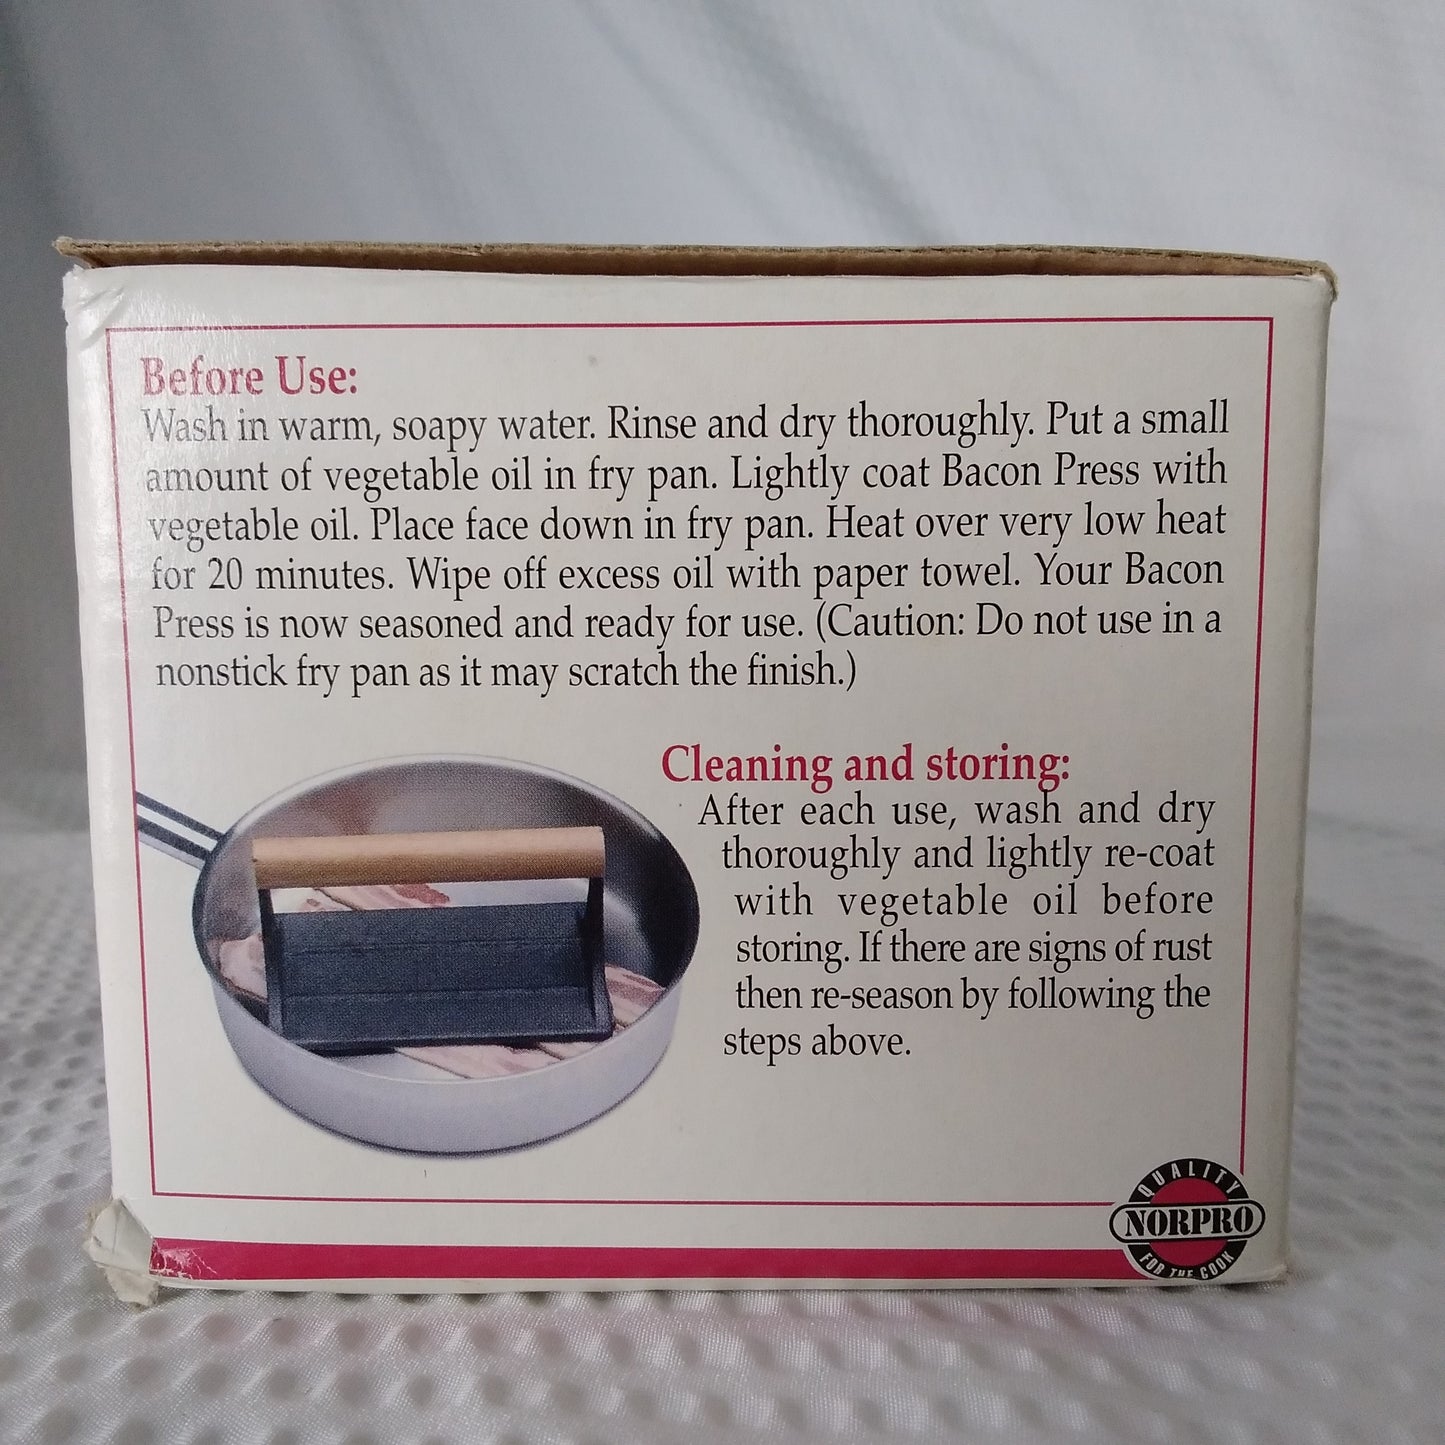 Before Use:
Wash in warm, soapy water. Rinse and dry thoroughly. Put a small
amount of vegetable oil in fry pan. Lightly coat Bacon Press with
vegetable oil. Place face down in fry pan. Heat over very low heat
for 20 minutes. Wipe off excess oil with paper towel. Your Bacon
Press is now seasoned and ready for use. (Caution: Do not use in a
nonstick fry pan as it may scratch the finish.)
Cleaning and storing:
After each use, wash and dry
thoroughly and lightly re-coat
with vegetable oil before
storing. If there are signs of rust
then re-season by following the
steps above.
QUALITY
NORPRO
FOR THE COOK